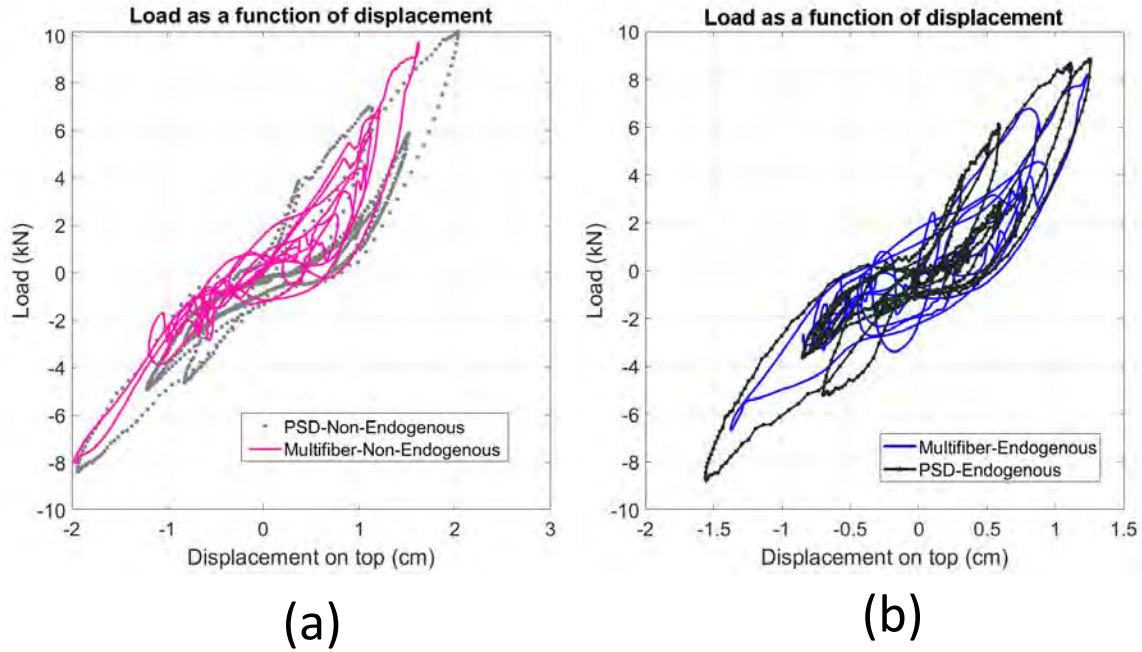 Load as a function of displacement
10
8
6
4
2
0
-2
-4
-6
-8
-10
Load (kN)
PSD-Non-Endogenous
Multifiber-Non-Endogenous
-2 -1 0 1 2 3
Displacement on top (cm)
(a)
Load as a function of displacement
10
8
6
4
2
0
-2
-4
-6
-8
-10
Load (kN)
Multifiber-Endogenous
PSD-Endogenous
-2 -1.5 -1 -0.5 0 0.5 1 1.5
Displacement on top (cm)
(b)